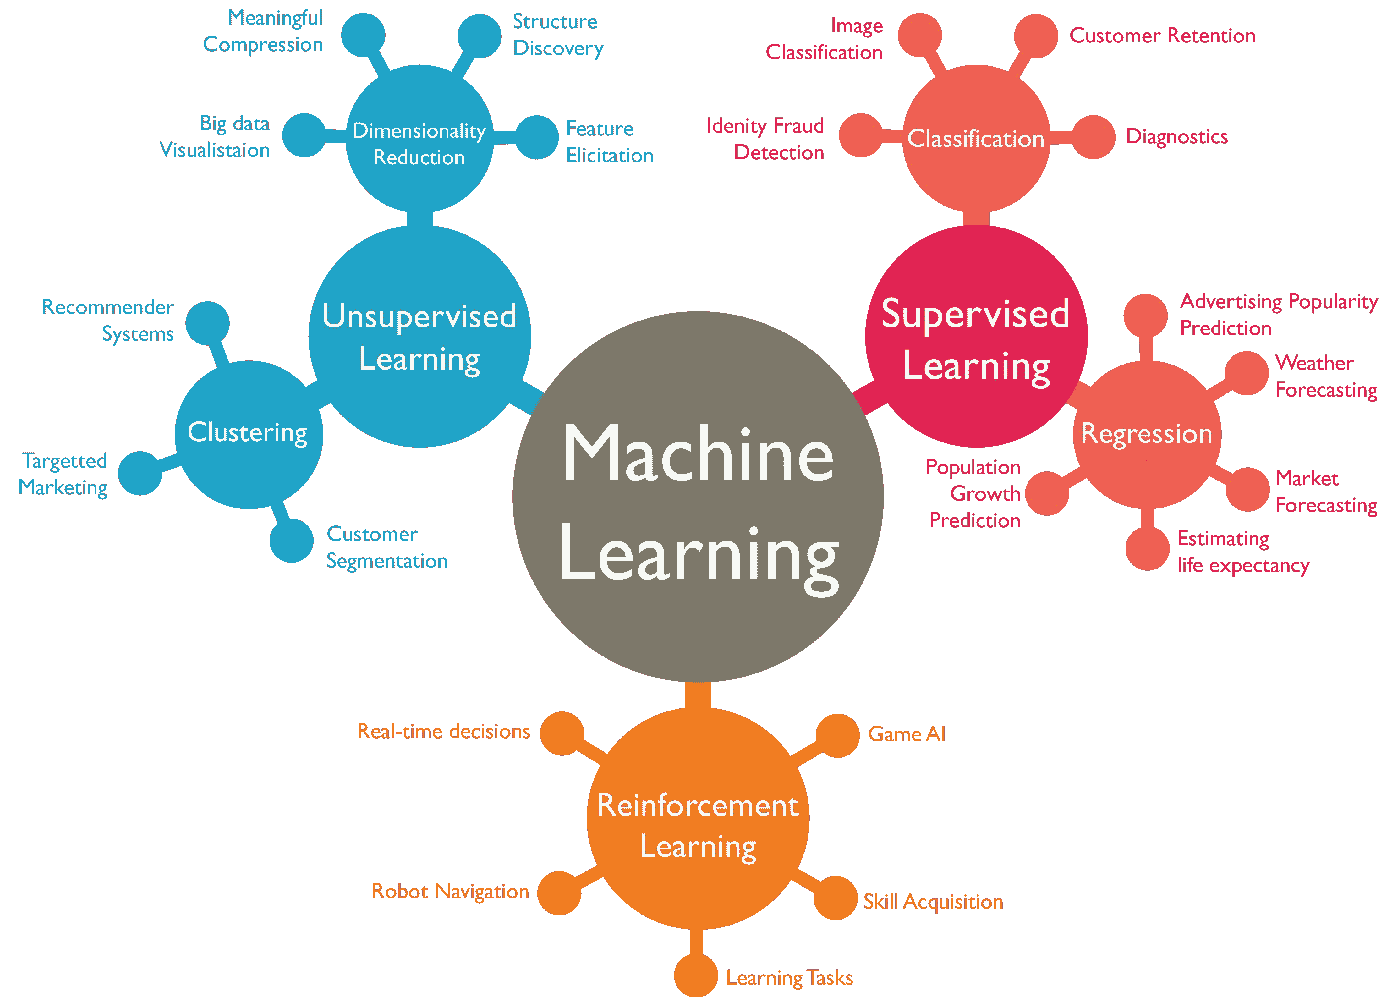 Meaningful
Compression
Structure
Discovery
Big data
Visualistaion
Dimensionality
Reduction
Feature
Elicitation
Unsupervised
Learning
Recommender
Systems
Clustering
Targetted
Marketing
Customer
Segmentation
Image
Classification
Customer Retention
Idenity Fraud
Detection
Classification
Diagnostics
Supervised
Learning
Advertising Popularity
Prediction
Weather
Forecasting
Regression
Population
Growth
Prediction
Market
Forecasting
Estimating
life expectancy
Machine
Learning
Real-time decisions
Game AI
Reinforcement
Learning
Robot Navigation
Skill Acquisition
Learning Tasks